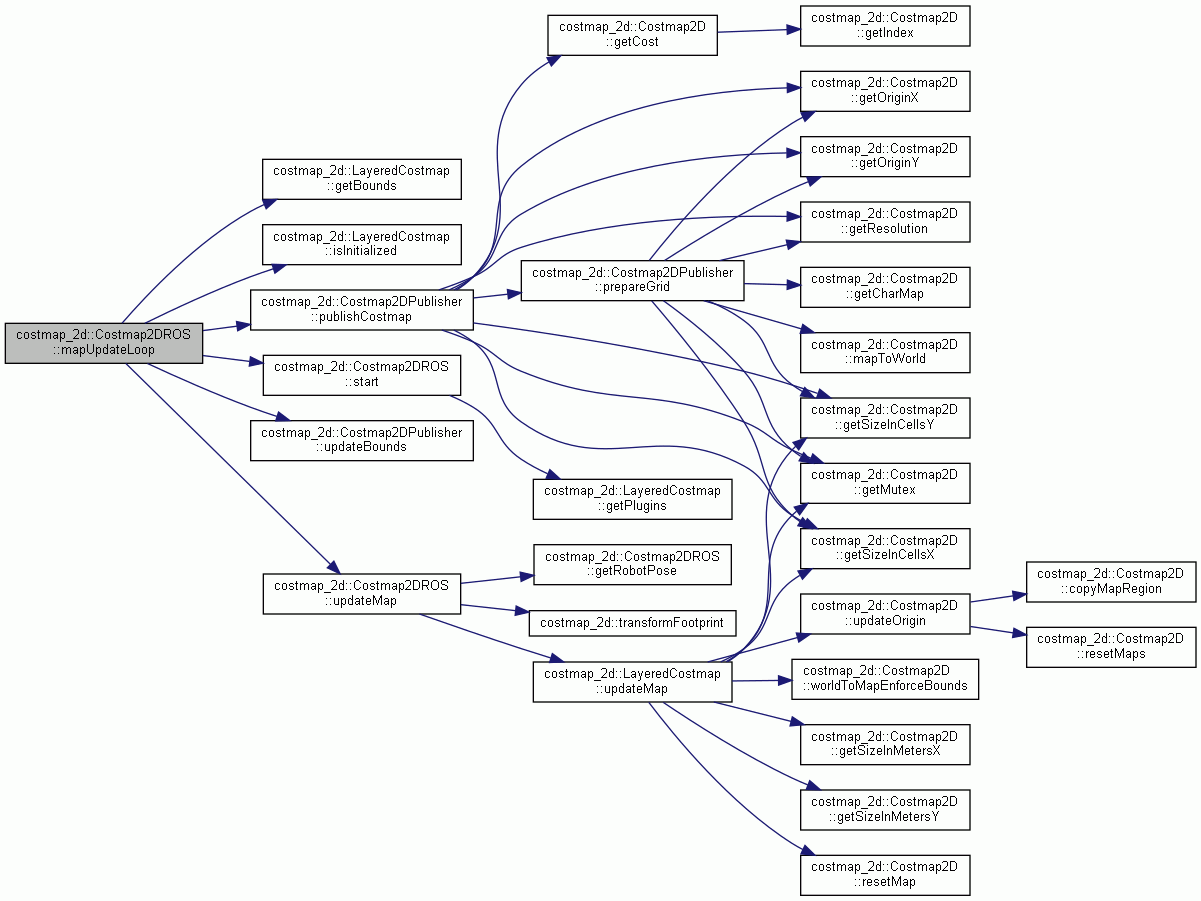 costmap_2d::Costmap2DROS
::mapUpdateLoop
costmap_2d::LayeredCostmap
::getBounds
costmap_2d::LayeredCostmap
::isInitialized
costmap_2d::Costmap2DPublisher
::publishCostmap
costmap_2d::Costmap2DROS
::start
costmap_2d::Costmap2DPublisher
::updateBounds
costmap_2d::Costmap2DROS
::updateMap
costmap_2d::Costmap2D
::getCost
costmap_2d::Costmap2DPublisher
::prepareGrid
costmap_2d::LayeredCostmap
::getPlugins
costmap_2d::Costmap2DROS
::getRobotPose
costmap_2d::transformFootprint
costmap_2d::LayeredCostmap
::updateMap
costmap_2d::Costmap2D
::getIndex
costmap_2d::Costmap2D
::getOriginX
costmap_2d::Costmap2D
::getOriginY
costmap_2d::Costmap2D
::getResolution
costmap_2d::Costmap2D
::getCharMap
costmap_2d::Costmap2D
::mapToWorld
costmap_2d::Costmap2D
::getSizeInCellsY
costmap_2d::Costmap2D
::getMutex
costmap_2d::Costmap2D
::getSizeInCellsX
costmap_2d::Costmap2D
::updateOrigin
costmap_2d::Costmap2D
::worldToMapEnforceBounds
costmap_2d::Costmap2D
::getSizeInMetersX
costmap_2d::Costmap2D
::getSizeInMetersY
costmap_2d::Costmap2D
::resetMap
costmap_2d::Costmap2D
::copyMapRegion
costmap_2d::Costmap2D
::resetMaps